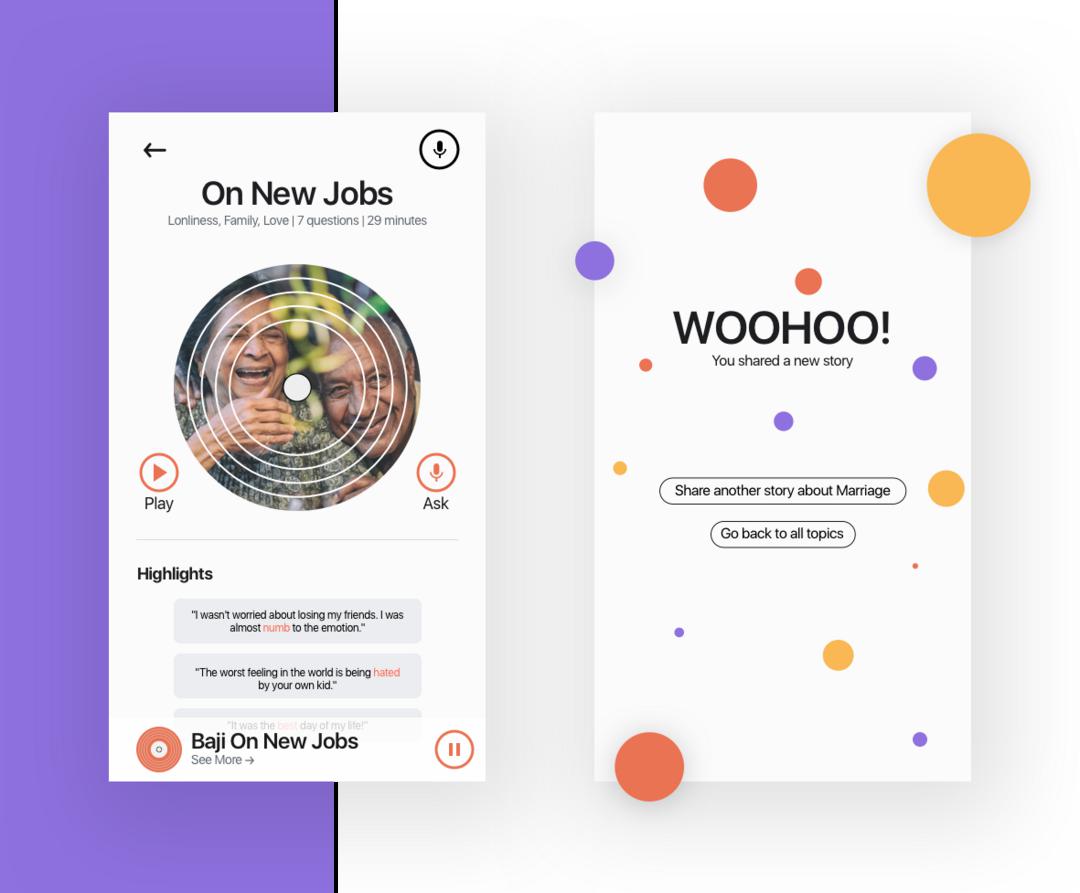 On New Jobs
Lonliness, Family, Love | 7 questions | 29 minutes
Play
Ask
Highlights
"I wasn't worried about losing my friends. I was
almost numb to the emotion."
"The worst feeling in the world is being hated
by your own kid."
"It was the best day of my life!"
Baji On New Jobs
See More →
WOOHOO!
You shared a new story
Share another story about Marriage
Go back to all topics